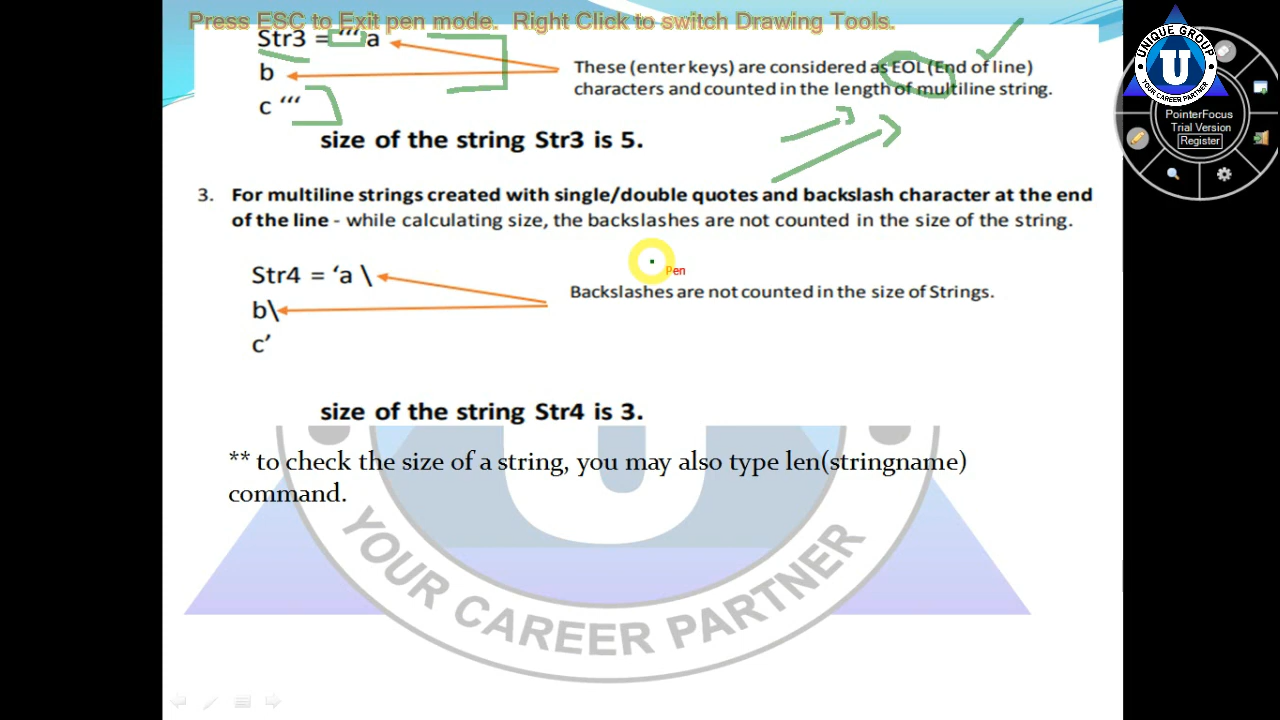 Press ESC to Exit pen mode. Right Click to switch Drawing Tools.
Str3 = ‘‘‘ a
b
c ‘‘‘
These (enter keys) are considered as EOL(End of line)
characters and counted in the length of multiline string.
size of the string Str3 is 5.
3. For multiline strings created with single/double quotes and backslash character at the end
of the line - while calculating size, the backslashes are not counted in the size of the string.
Str4 = ‘a \
b\
c’
Pen
Backslashes are not counted in the size of Strings.
size of the string Str4 is 3.
** to check the size of a string, you may also type len(stringname)
command.
YOUR CAREER PARTNER
UNIQUE GROUP
U
YOUR CAREER PARTNER
PointerFocus
Trial Version
Register